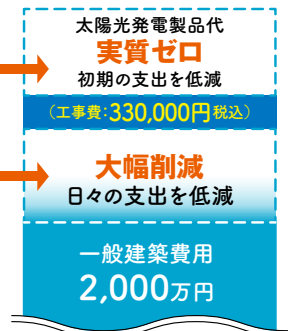 太陽光発電製品代
実質ゼロ
初期の支出を低減
（工事費：330,000円税込）
大幅削減
日々の支出を低減
一般建築費用
2,000万円